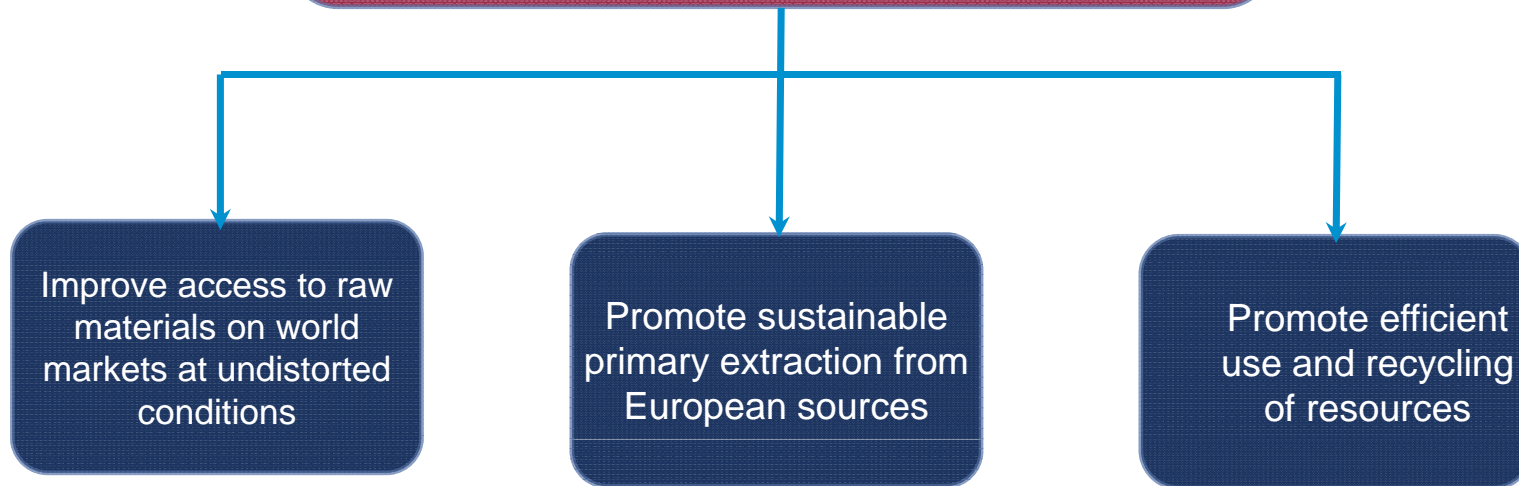 Improve access to raw
materials on world
markets at undistorted
conditions
Promote sustainable
primary extraction from
European sources
Promote efficient
use and recycling
of resources